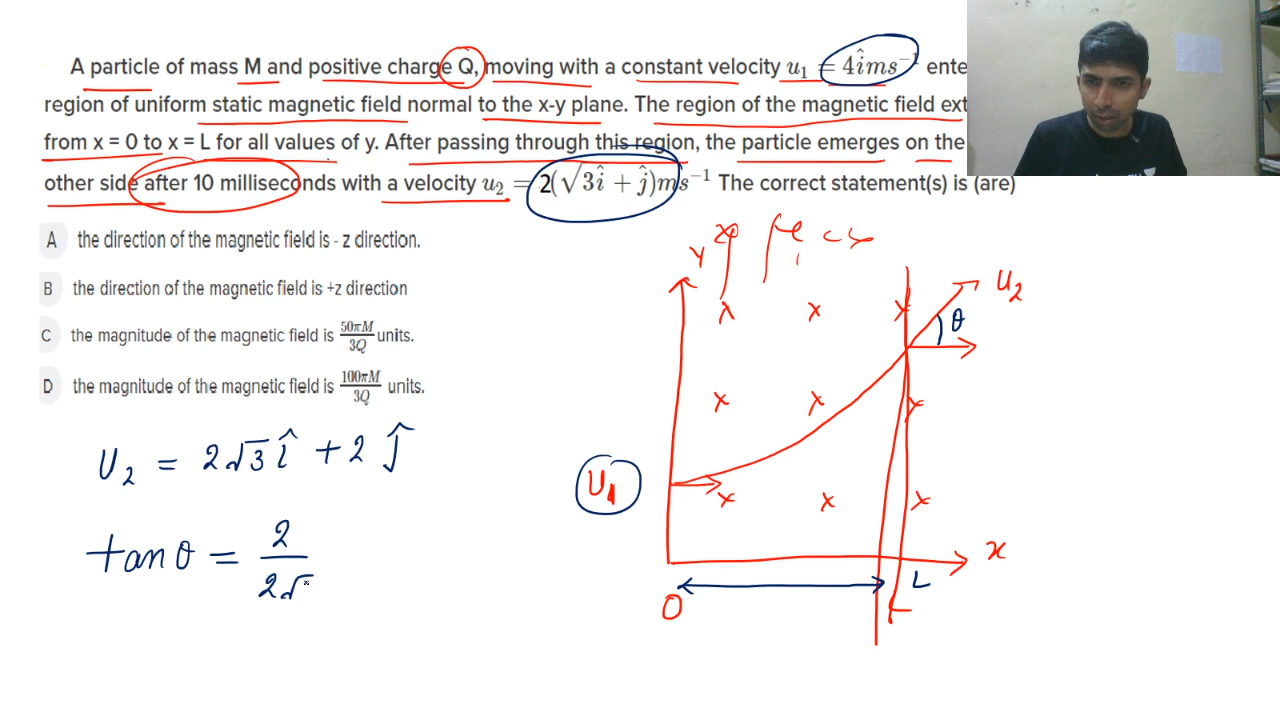 A particle of mass M and positive charge Q, moving with a constant velocity u₁ = 4îms⁻¹ ente
region of uniform static magnetic field normal to the x-y plane. The region of the magnetic field ext
from x = 0 to x = L for all values of y. After passing through this region, the particle emerges on the
other side after 10 milliseconds with a velocity u₂ = 2(√3î + ĵ)ms⁻¹ The correct statement(s) is (are)
A the direction of the magnetic field is - z direction.
B the direction of the magnetic field is +z direction
C the magnitude of the magnetic field is 50πM/3Q units.
D the magnitude of the magnetic field is 100πM/3Q units.
U₂ = 2√3 î + 2 ĵ
tan θ = 2/2√
Y
x x x
U₂
θ
x x x
U₁
x x x
x
O
L
L